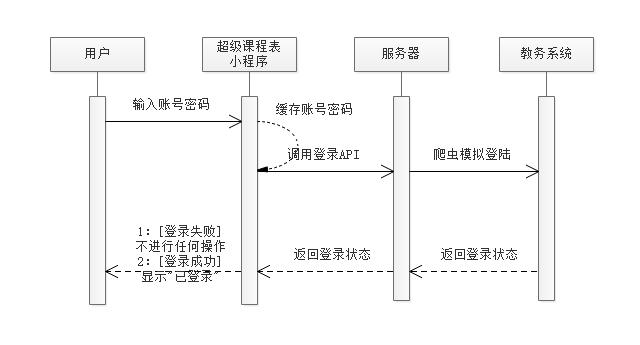 用户
超级课程表
小程序
服务器
教务系统
输入账号密码
缓存账号密码
调用登录API
爬虫模拟登陆
1：[登录失败]
不进行任何操作
2：[登录成功]
显示"已登录"
返回登录状态
返回登录状态